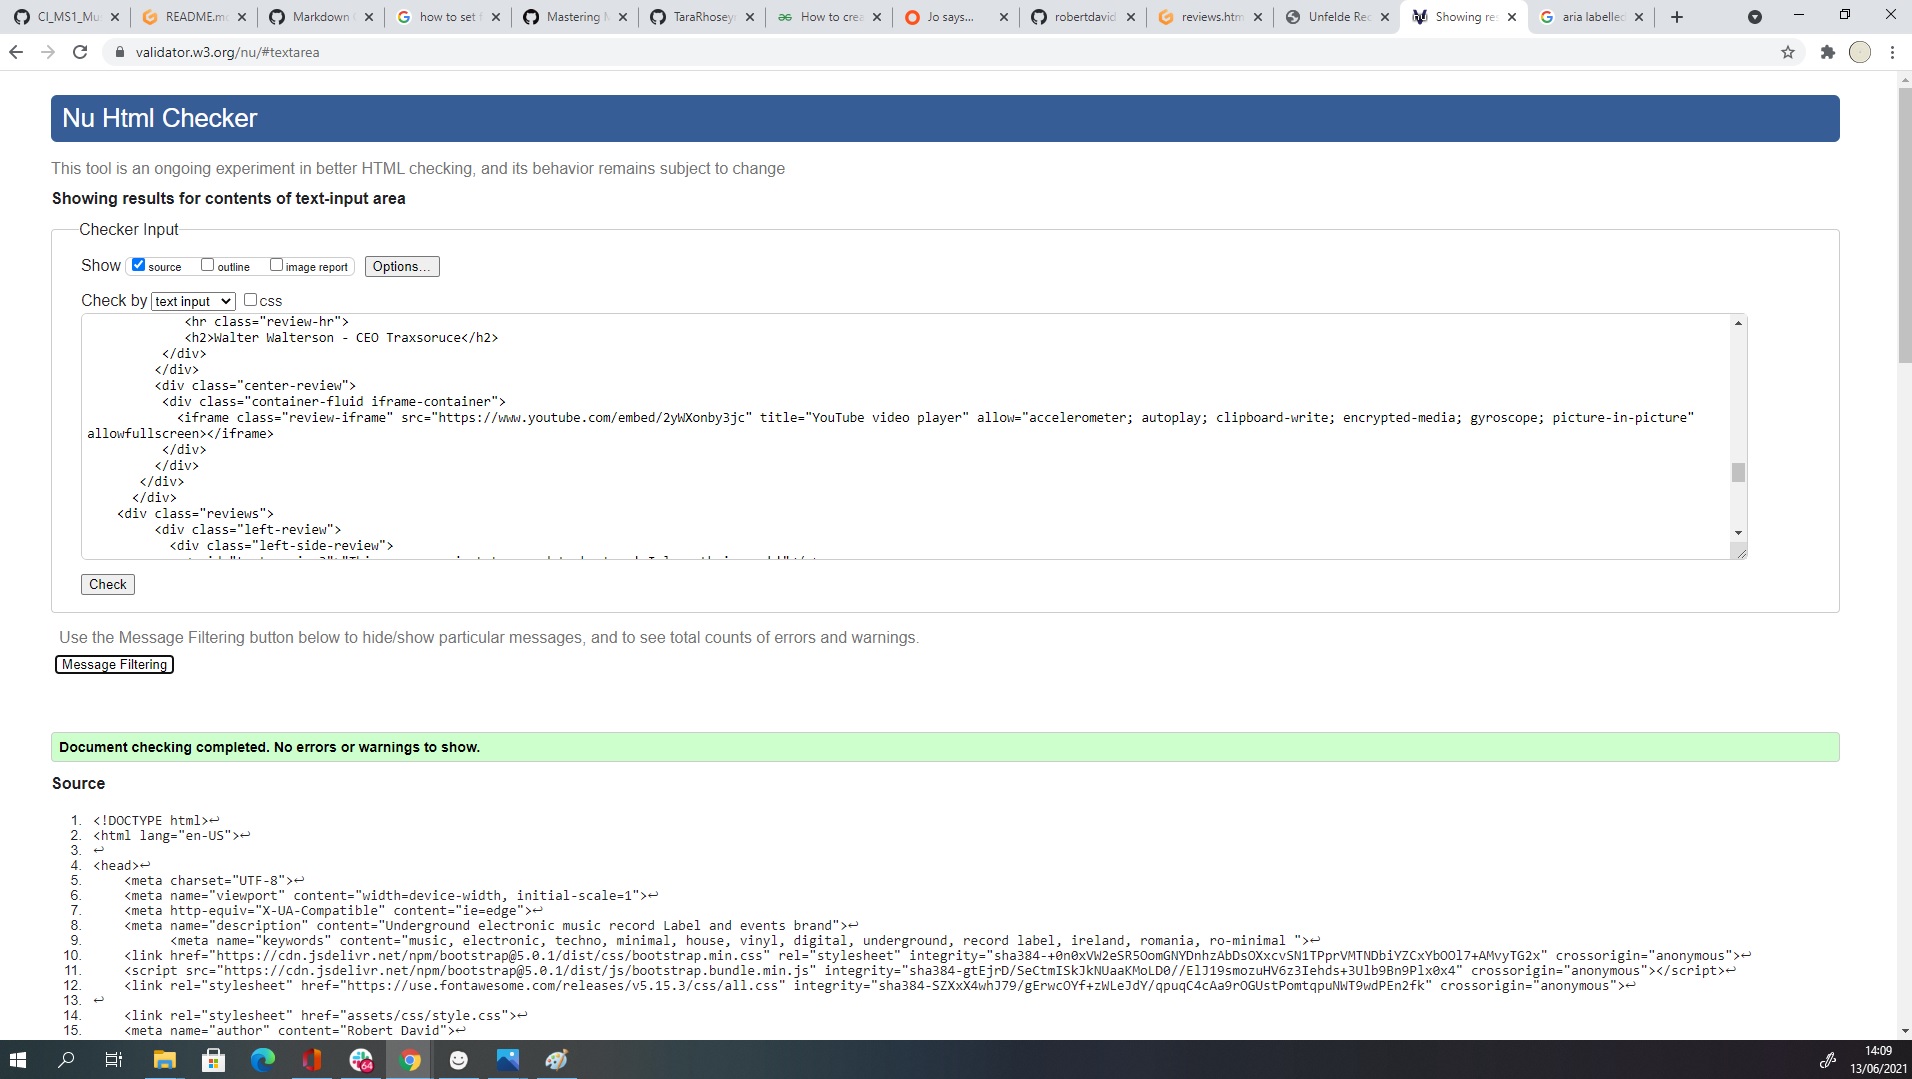 CI_MS1_Mus
README.md
Markdown
how to set
Mastering M
TaraRhosey
How to crea
Jo says...
robertdavid
reviews.htm
Unfelde Rec
Showing re
aria labelled
validator.w3.org/nu/#textarea
Nu Html Checker
This tool is an ongoing experiment in better HTML checking, and its behavior remains subject to change
Showing results for contents of text-input area
Checker Input
Show source outline image report Options...
Check by text input css
<hr class="review-hr">
<h2>Walter Walterson - CEO Traxsoruce</h2>
</div>
</div>
<div class="center-review">
<div class="container-fluid iframe-container">
<iframe class="review-iframe" src="https://www.youtube.com/embed/2yWXonby3jc" title="YouTube video player" allow="accelerometer; autoplay; clipboard-write; encrypted-media; gyroscope; picture-in-picture"
allowfullscreen></iframe>
</div>
</div>
</div>
</div>
<div class="reviews">
<div class="left-review">
<div class="left-side-review">
Check
Use the Message Filtering button below to hide/show particular messages, and to see total counts of errors and warnings.
Message Filtering
Document checking completed. No errors or warnings to show.
Source
1. <!DOCTYPE html>↩
2. <html lang="en-US">↩
3. ↩
4. <head>↩
5. <meta charset="UTF-8">↩
6. <meta name="viewport" content="width=device-width, initial-scale=1">↩
7. <meta http-equiv="X-UA-Compatible" content="ie=edge">↩
8. <meta name="description" content="Underground electronic music record Label and events brand">↩
9. <meta name="keywords" content="music, electronic, techno, minimal, house, vinyl, digital, underground, record label, ireland, romania, ro-minimal ">↩
10. <link href="https://cdn.jsdelivr.net/npm/bootstrap@5.0.1/dist/css/bootstrap.min.css" rel="stylesheet" integrity="sha384-+0n0xVW2eSR5OomGNYDnhzAbDsOXxcvSN1TPprVMTNDbiYZCxYbOOl7+AMvyTG2x" crossorigin="anonymous">↩
11. <script src="https://cdn.jsdelivr.net/npm/bootstrap@5.0.1/dist/js/bootstrap.bundle.min.js" integrity="sha384-gtEjrD/SeCtmISkJkNUaaKMoLD0//ElJ19smozuHV6z3Iehds+3Ulb9Bn9Plx0x4" crossorigin="anonymous"></script>↩
12. <link rel="stylesheet" href="https://use.fontawesome.com/releases/v5.15.3/css/all.css" integrity="sha384-SZXxX4whJ79/gErwcOYf+zWLeJdY/qpuqC4cAa9rOGUstPomtqpuNWT9wdPEn2fk" crossorigin="anonymous">↩
13. ↩
14. <link rel="stylesheet" href="assets/css/style.css">↩
15. <meta name="author" content="Robert David">↩
64
14:09
13/06/2021